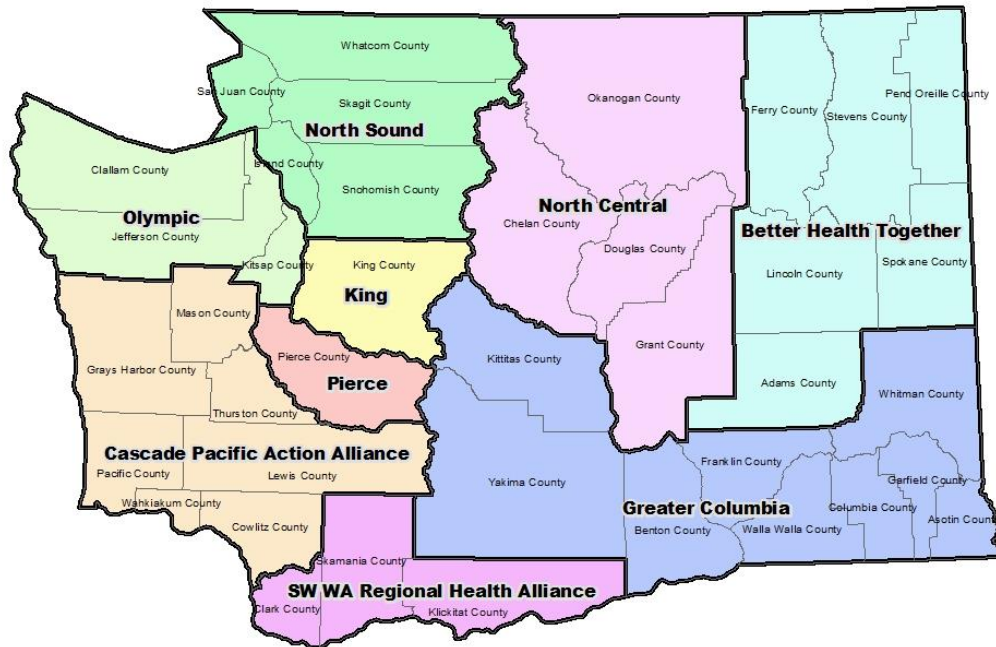 Whatcom County
San Juan County
Skagit County
North Sound
Island County
Snohomish County
Okanogan County
Ferry County
Pend Oreille County
Stevens County
Clallam County
Olympic
Jefferson County
Kitsap County
North Central
Chelan County
Douglas County
Grant County
Better Health Together
Spokane County
Lincoln County
Adams County
King County
King
Mason County
Pierce County
Pierce
Grays Harbor County
Thurston County
Cascade Pacific Action Alliance
Pacific County
Lewis County
Wahkiakum County
Cowlitz County
Kittitas County
Yakima County
Whitman County
Franklin County
Garfield County
Greater Columbia
Benton County
Walla Walla County
Columbia County
Asotin County
Skamania County
SW WA Regional Health Alliance
Clark County
Klickitat County